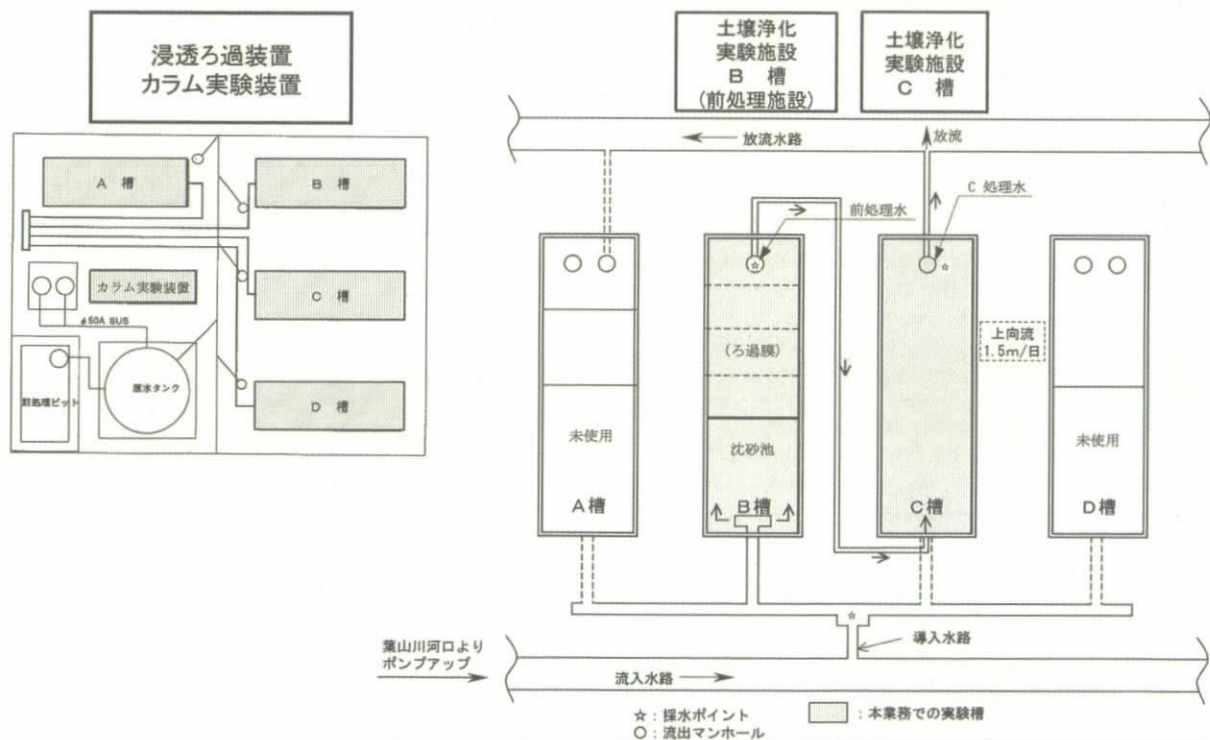 浸透ろ過装置
カラム実験装置
A 槽
B 槽
C 槽
D 槽
カラム実験装置
φ50A SUS
前処理ピット
原水タンク
土壌浄化
実験施設
B 槽
(前処理施設)
土壌浄化
実験施設
C 槽
放流水路
放流
前処理水
C 処理水
(ろ過膜)
上向流
1.5m/日
未使用
沈砂池
未使用
A槽
B槽
C槽
D槽
導入水路
葉山川河口より
ポンプアップ
流入水路
☆:採水ポイント
○:流出マンホール
:本業務での実験槽